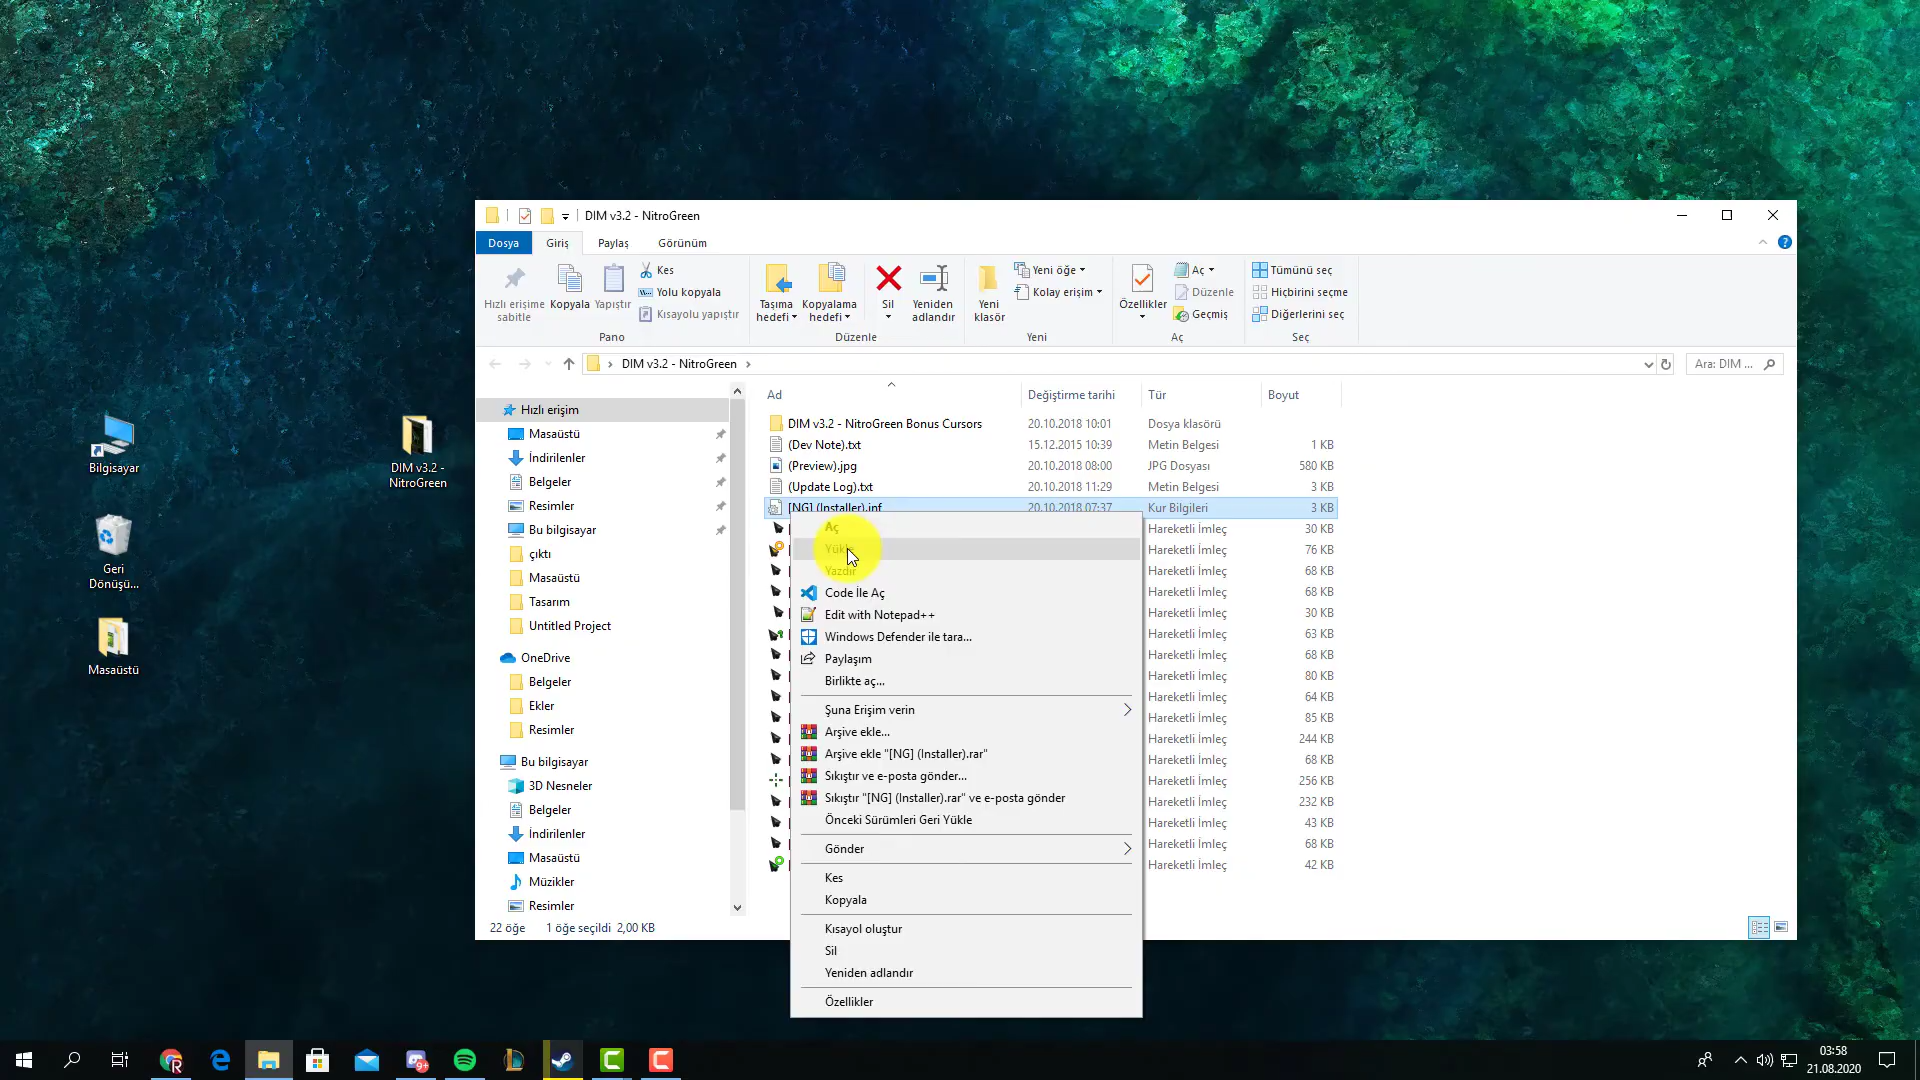 DIM v3.2 - NitroGreen
Dosya
Giriş
Paylaş
Görünüm
Hızlı erişime sabitle
Kopyala
Yapıştır
Kes
Yolu kopyala
Kısayolu yapıştır
Pano
Taşıma hedefi
Kopyalama hedefi
Sil
Yeniden adlandır
Düzenle
Yeni klasör
Yeni öğe
Kolay erişim
Yeni
Özellikler
Aç
Düzenle
Geçmiş
Aç
Tümünü seç
Hiçbirini seçme
Diğerlerini seç
Seç
DIM v3.2 - NitroGreen
Ara: DIM ...
Hızlı erişim
Masaüstü
İndirilenler
Belgeler
Resimler
Bu bilgisayar
çıktı
Masaüstü
Tasarım
Untitled Project
OneDrive
Belgeler
Ekler
Resimler
Bu bilgisayar
3D Nesneler
Belgeler
İndirilenler
Masaüstü
Müzikler
Resimler
Ad Değiştirme tarihi Tür Boyut
DIM v3.2 - NitroGreen Bonus Cursors 20.10.2018 10:01 Dosya klasörü
(Dev Note).txt 15.12.2015 10:39 Metin Belgesi 1 KB
(Preview).jpg 20.10.2018 08:00 JPG Dosyası 580 KB
(Update Log).txt 20.10.2018 11:29 Metin Belgesi 3 KB
[NG] (Installer).inf 20.10.2018 07:37 Kur Bilgileri 3 KB
Hareketli İmleç 30 KB
Hareketli İmleç 76 KB
Hareketli İmleç 68 KB
Hareketli İmleç 68 KB
Hareketli İmleç 30 KB
Hareketli İmleç 63 KB
Hareketli İmleç 68 KB
Hareketli İmleç 80 KB
Hareketli İmleç 64 KB
Hareketli İmleç 85 KB
Hareketli İmleç 244 KB
Hareketli İmleç 68 KB
Hareketli İmleç 256 KB
Hareketli İmleç 232 KB
Hareketli İmleç 43 KB
Hareketli İmleç 68 KB
Hareketli İmleç 42 KB
Aç
Yükle
Yazdır
Code İle Aç
Edit with Notepad++
Windows Defender ile tara...
Paylaşım
Birlikte aç...
Şuna Erişim verin
Arşive ekle...
Arşive ekle "[NG] (Installer).rar"
Sıkıştır ve e-posta gönder...
Sıkıştır "[NG] (Installer).rar" ve e-posta gönder
Önceki Sürümleri Geri Yükle
Gönder
Kes
Kopyala
Kısayol oluştur
Sil
Yeniden adlandır
Özellikler
22 öğe 1 öğe seçildi 2,00 KB
Bilgisayar
DIM v3.2 -
NitroGreen
Geri
Dönüşü...
Masaüstü
9+
03:58
21.08.2020